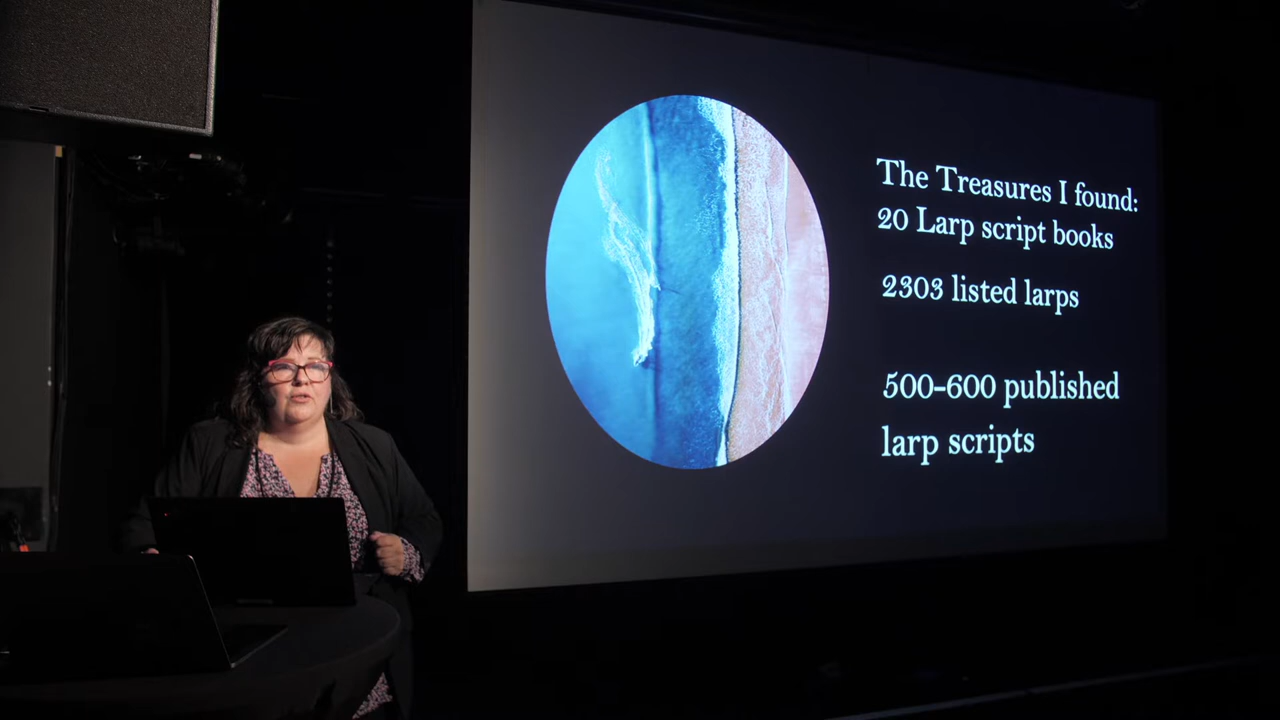 The Treasures I found:
20 Larp script books
2303 listed larps
500-600 published
larp scripts